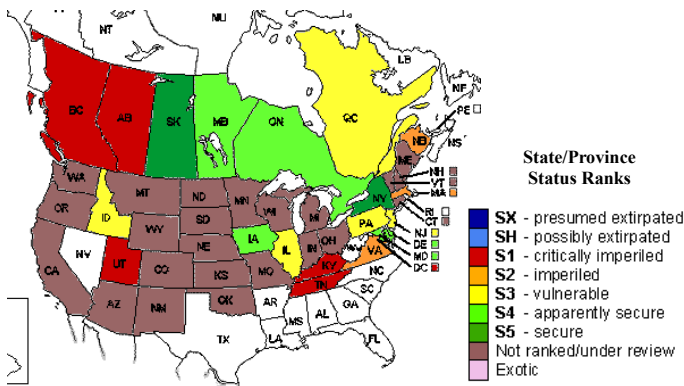 NU
NT
LB
NF
BC
AB
SK
MB
ON
QC
PE
NB
NS
ME
NH
VT
MA
RI
CT
NJ
DE
MD
DC
WA
MT
ND
MN
OR
ID
SD
WI
MI
NY
WY
PA
NE
IA
NV
IL
IN
OH
UT
CO
KS
MO
KY
WV
VA
CA
NC
TN
AZ
NM
OK
AR
SC
MS
AL
GA
TX
LA
FL
State/Province
Status Ranks
SX - presumed extirpated
SH - possibly extirpated
S1 - critically imperiled
S2 - imperiled
S3 - vulnerable
S4 - apparently secure
S5 - secure
Not ranked/under review
Exotic